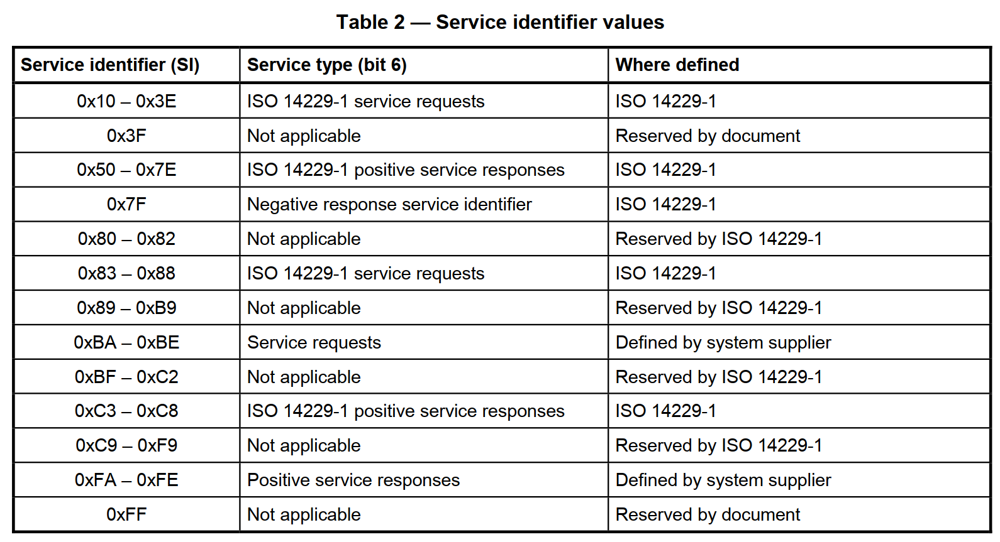 Table 2 — Service identifier values
Service identifier (SI) Service type (bit 6) Where defined
0x10 – 0x3E ISO 14229-1 service requests ISO 14229-1
0x3F Not applicable Reserved by document
0x50 – 0x7E ISO 14229-1 positive service responses ISO 14229-1
0x7F Negative response service identifier ISO 14229-1
0x80 – 0x82 Not applicable Reserved by ISO 14229-1
0x83 – 0x88 ISO 14229-1 service requests ISO 14229-1
0x89 – 0xB9 Not applicable Reserved by ISO 14229-1
0xBA – 0xBE Service requests Defined by system supplier
0xBF – 0xC2 Not applicable Reserved by ISO 14229-1
0xC3 – 0xC8 ISO 14229-1 positive service responses ISO 14229-1
0xC9 – 0xF9 Not applicable Reserved by ISO 14229-1
0xFA – 0xFE Positive service responses Defined by system supplier
0xFF Not applicable Reserved by document